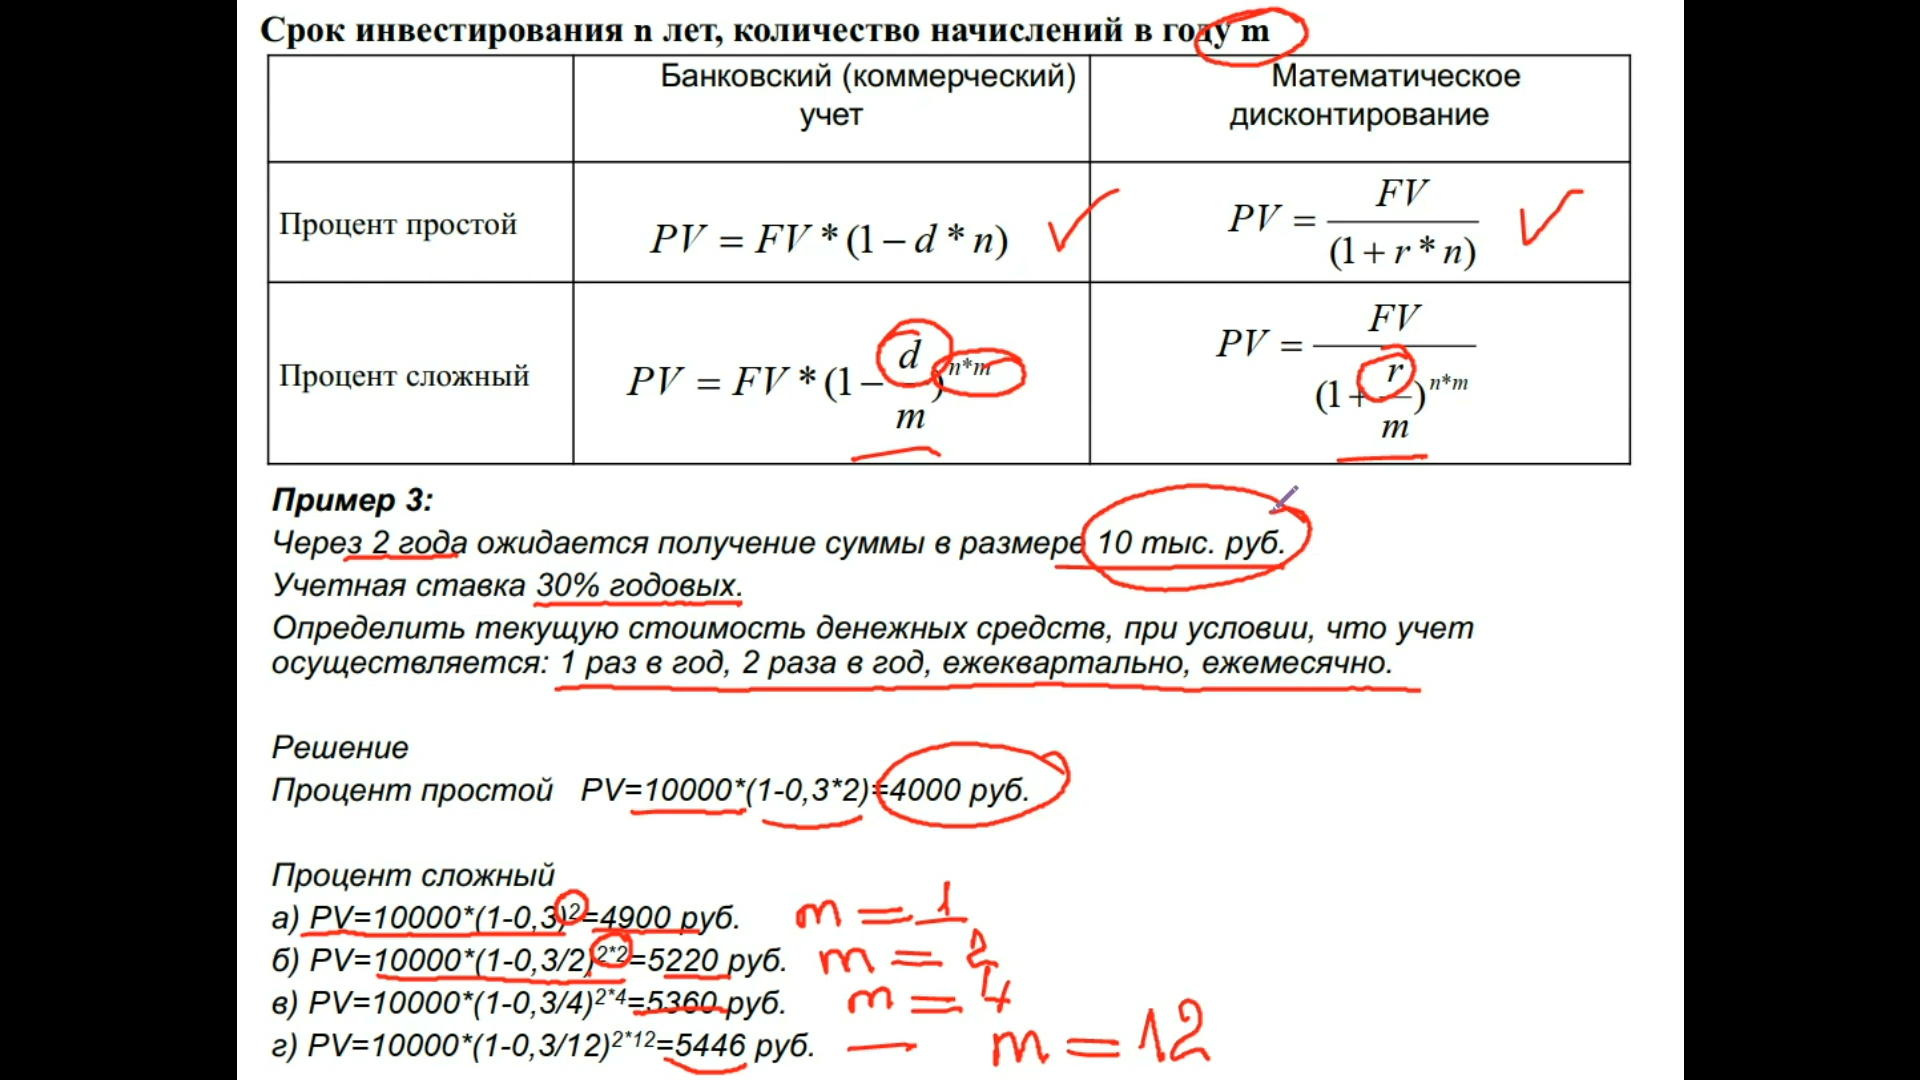 Срок инвестирования n лет, количество начислений в году m
Банковский (коммерческий) учет
Математическое дисконтирование
Процент простой
PV = FV * (1 − d * n)
PV = FV / (1 + r * n)
Процент сложный
PV = FV * (1 − d/m)^n*m
PV = FV / (1 + r/m)^n*m
Пример 3:
Через 2 года ожидается получение суммы в размере 10 тыс. руб.
Учетная ставка 30% годовых.
Определить текущую стоимость денежных средств, при условии, что учет
осуществляется: 1 раз в год, 2 раза в год, ежеквартально, ежемесячно.
Решение
Процент простой PV=10000*(1-0,3*2)=4000 руб.
Процент сложный
а) PV=10000*(1-0,3)^2=4900 руб. m = 1
б) PV=10000*(1-0,3/2)^2*2=5220 руб. m = 2
в) PV=10000*(1-0,3/4)^2*4=5360 руб. m = 4
г) PV=10000*(1-0,3/12)^2*12=5446 руб. — m = 12